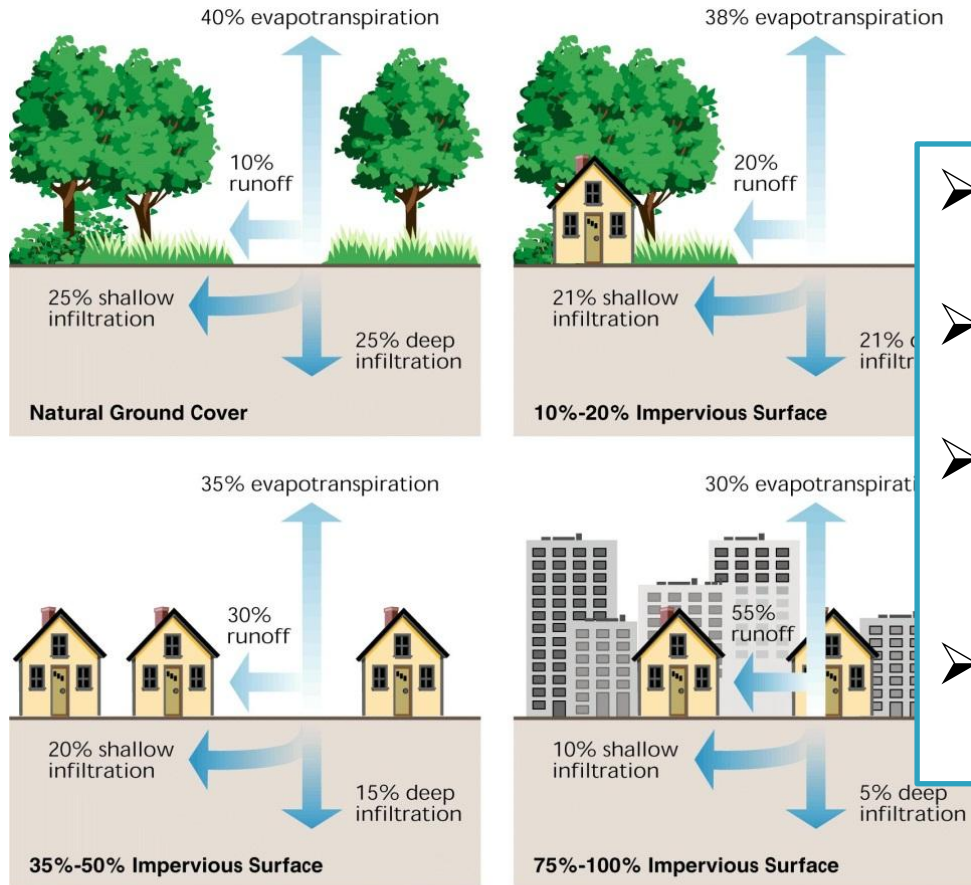 40% evapotranspiration
10%
runoff
25% shallow
infiltration
25% deep
infiltration
Natural Ground Cover
38% evapotranspiration
20%
runoff
21% shallow
infiltration
21%
Impervious Surface
35% evapotranspiration
30%
runoff
20% shallow
infiltration
15% deep
infiltration
35%-50% Impervious Surface
30%
55%
runoff
10% shallow
infiltration
5% deep
infiltration
75%-100% Impervious Surface